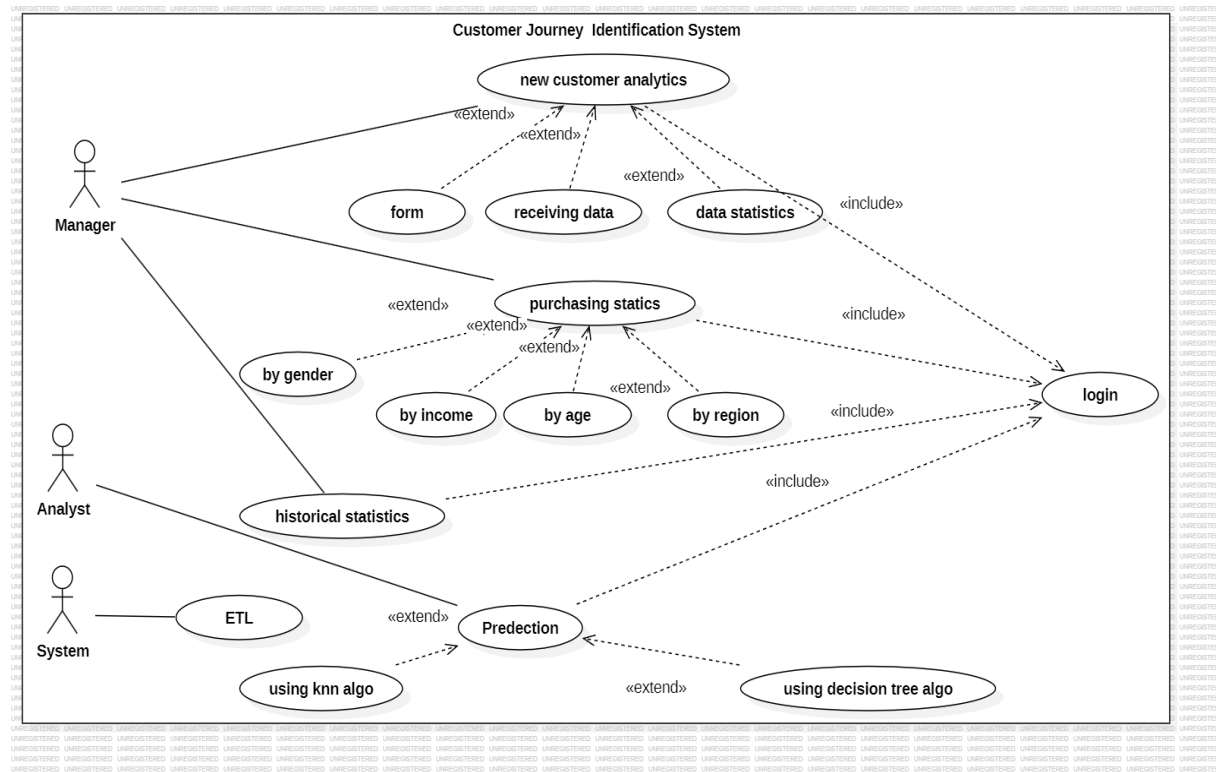 Customer Journey  Identification System
new customer analytics
«extend»
«extend»
«extend»
«include»
form
receiving data
data statistics
Manager
purchasing statics
«extend»
«extend»
«extend»
«extend»
«include»
by gender
by income
by age
by region
login
«include»
«include»
Analyst
historical statistics
System
ETL
«extend»
Predection
using knn algo
«extend»
using decision tree algo
UNREGISTERED